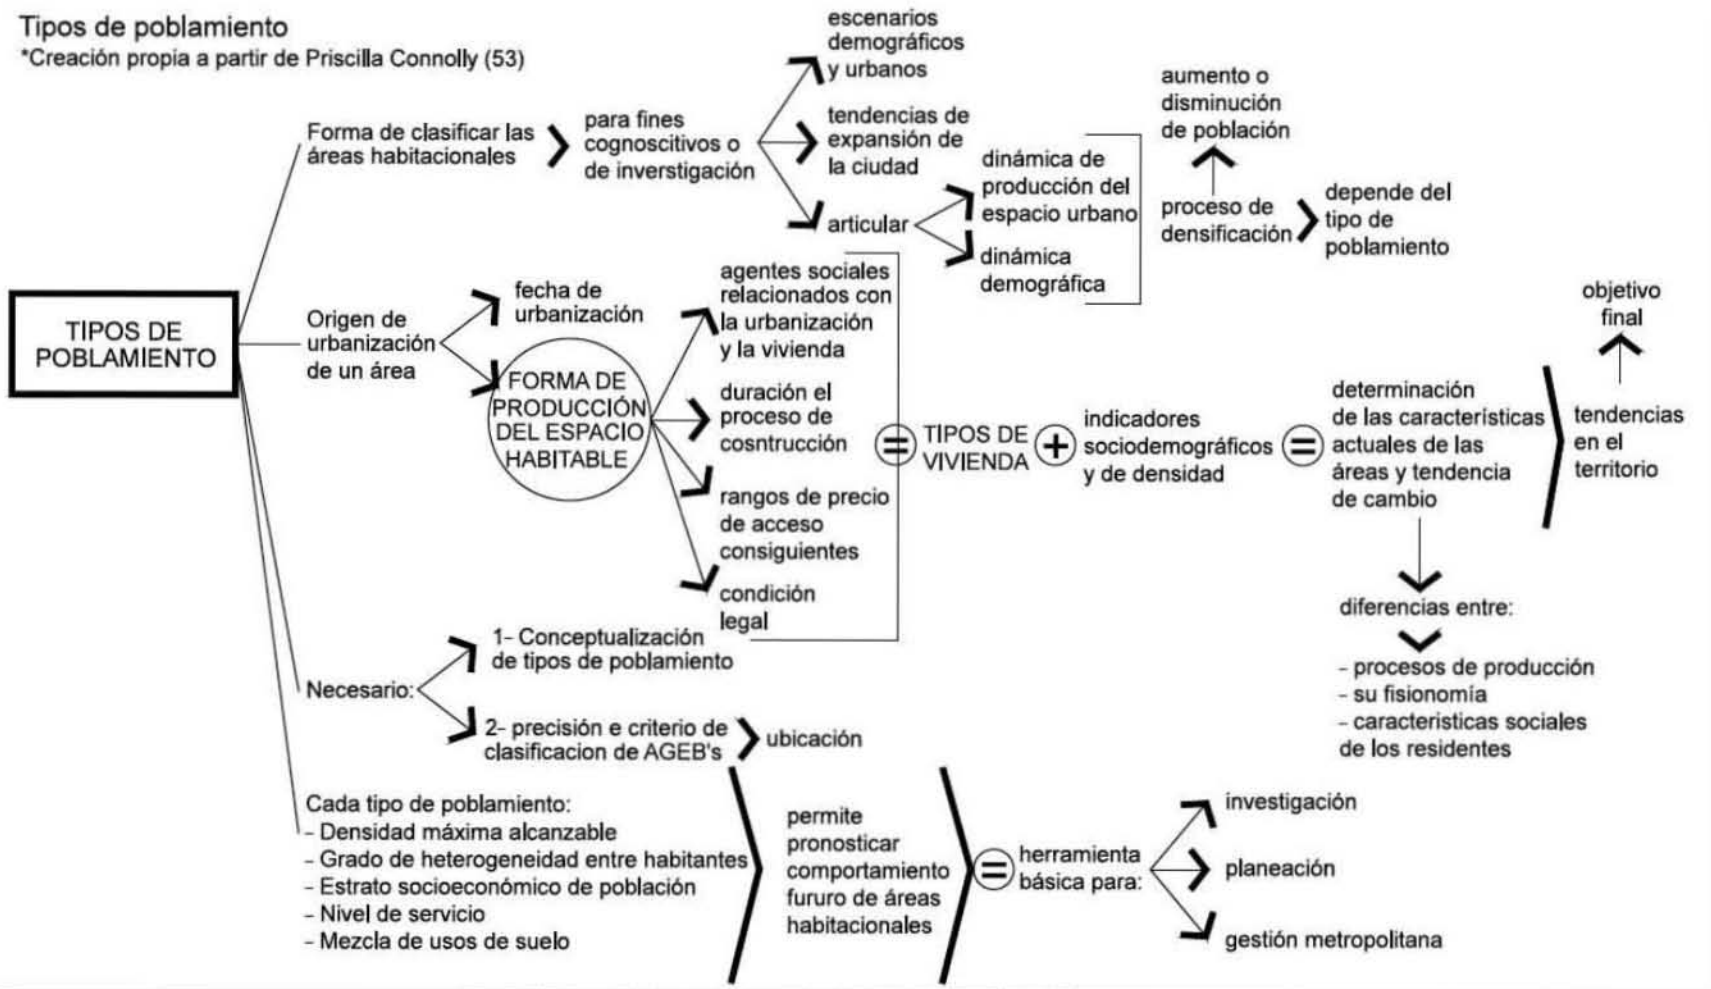 Tipos de poblamiento
*Creación propia a partir de Priscilla Connolly (53)
TIPOS DE
POBLAMIENTO
Forma de clasificar las
áreas habitacionales
para fines
cognoscitivos o
de inverstigación
escenarios
demográficos
y urbanos
tendencias de
expansión de
la ciudad
articular
dinámica de
producción del
espacio urbano
dinámica
demográfica
aumento o
disminución
de población
proceso de
densificación
depende del
tipo de
poblamiento
Origen de
urbanización
de un área
fecha de
urbanización
FORMA DE
PRODUCCIÓN
DEL ESPACIO
HABITABLE
agentes sociales
relacionados con
la urbanización
y la vivienda
duración el
proceso de
cosntrucción
rangos de precio
de acceso
consiguientes
condición
legal
=
TIPOS DE
VIVIENDA
+
indicadores
sociodemográficos
y de densidad
=
determinación
de las características
actuales de las
áreas y tendencia
de cambio
tendencias
en el
territorio
objetivo
final
diferencias entre:
- procesos de producción
- su fisionomía
- características sociales
de los residentes
Necesario:
1- Conceptualización
de tipos de poblamiento
2- precisión e criterio de
clasificacion de AGEB's
ubicación
Cada tipo de poblamiento:
- Densidad máxima alcanzable
- Grado de heterogeneidad entre habitantes
- Estrato socioeconómico de población
- Nivel de servicio
- Mezcla de usos de suelo
permite
pronosticar
comportamiento
fururo de áreas
habitacionales
=
herramienta
básica para:
investigación
planeación
gestión metropolitana